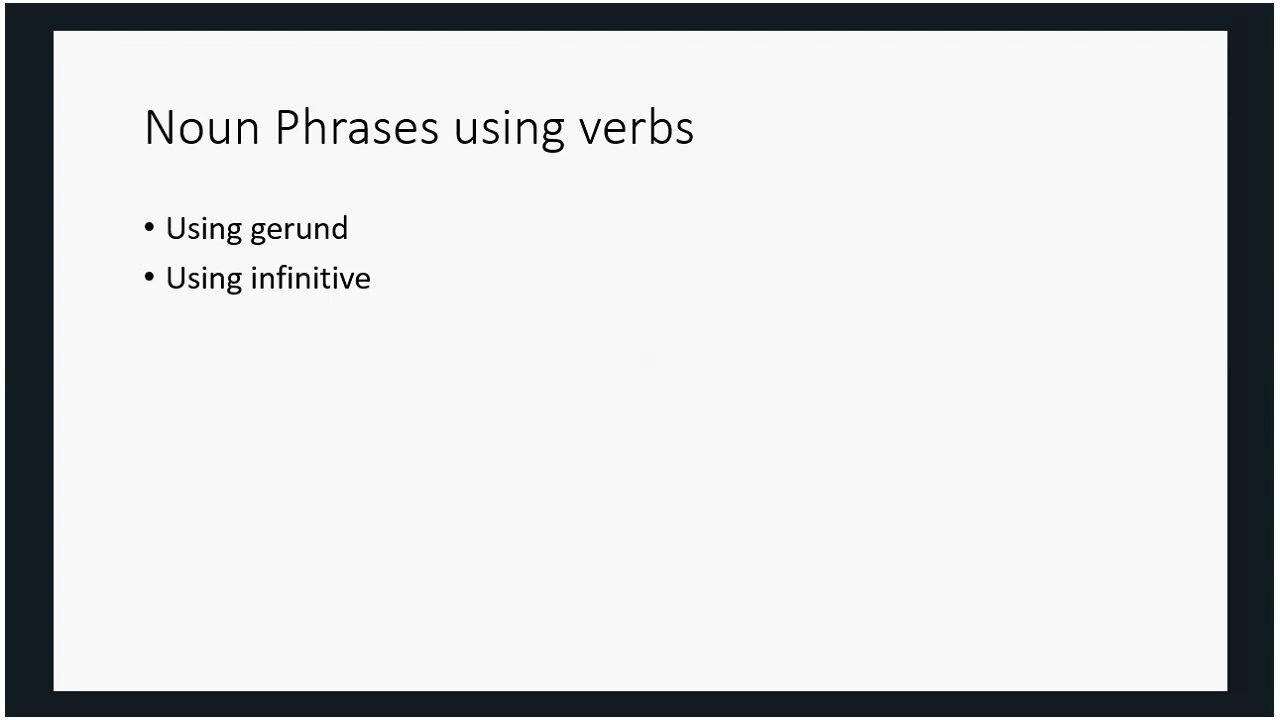 Noun Phrases using verbs
• Using gerund
• Using infinitive